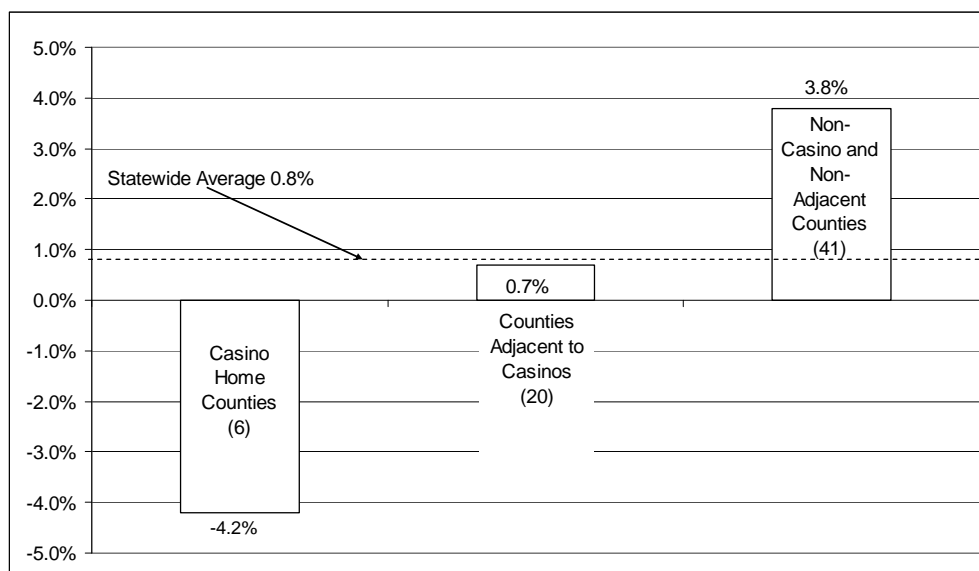 5.0%
4.0%
3.0%
2.0%
1.0%
0.0%
-1.0%
-2.0%
-3.0%
-4.0%
-5.0%
Statewide Average 0.8%
Casino
Home
Counties
(6)
-4.2%
0.7%
Counties
Adjacent to
Casinos
(20)
3.8%
Non-
Casino and
Non-
Adjacent
Counties
(41)